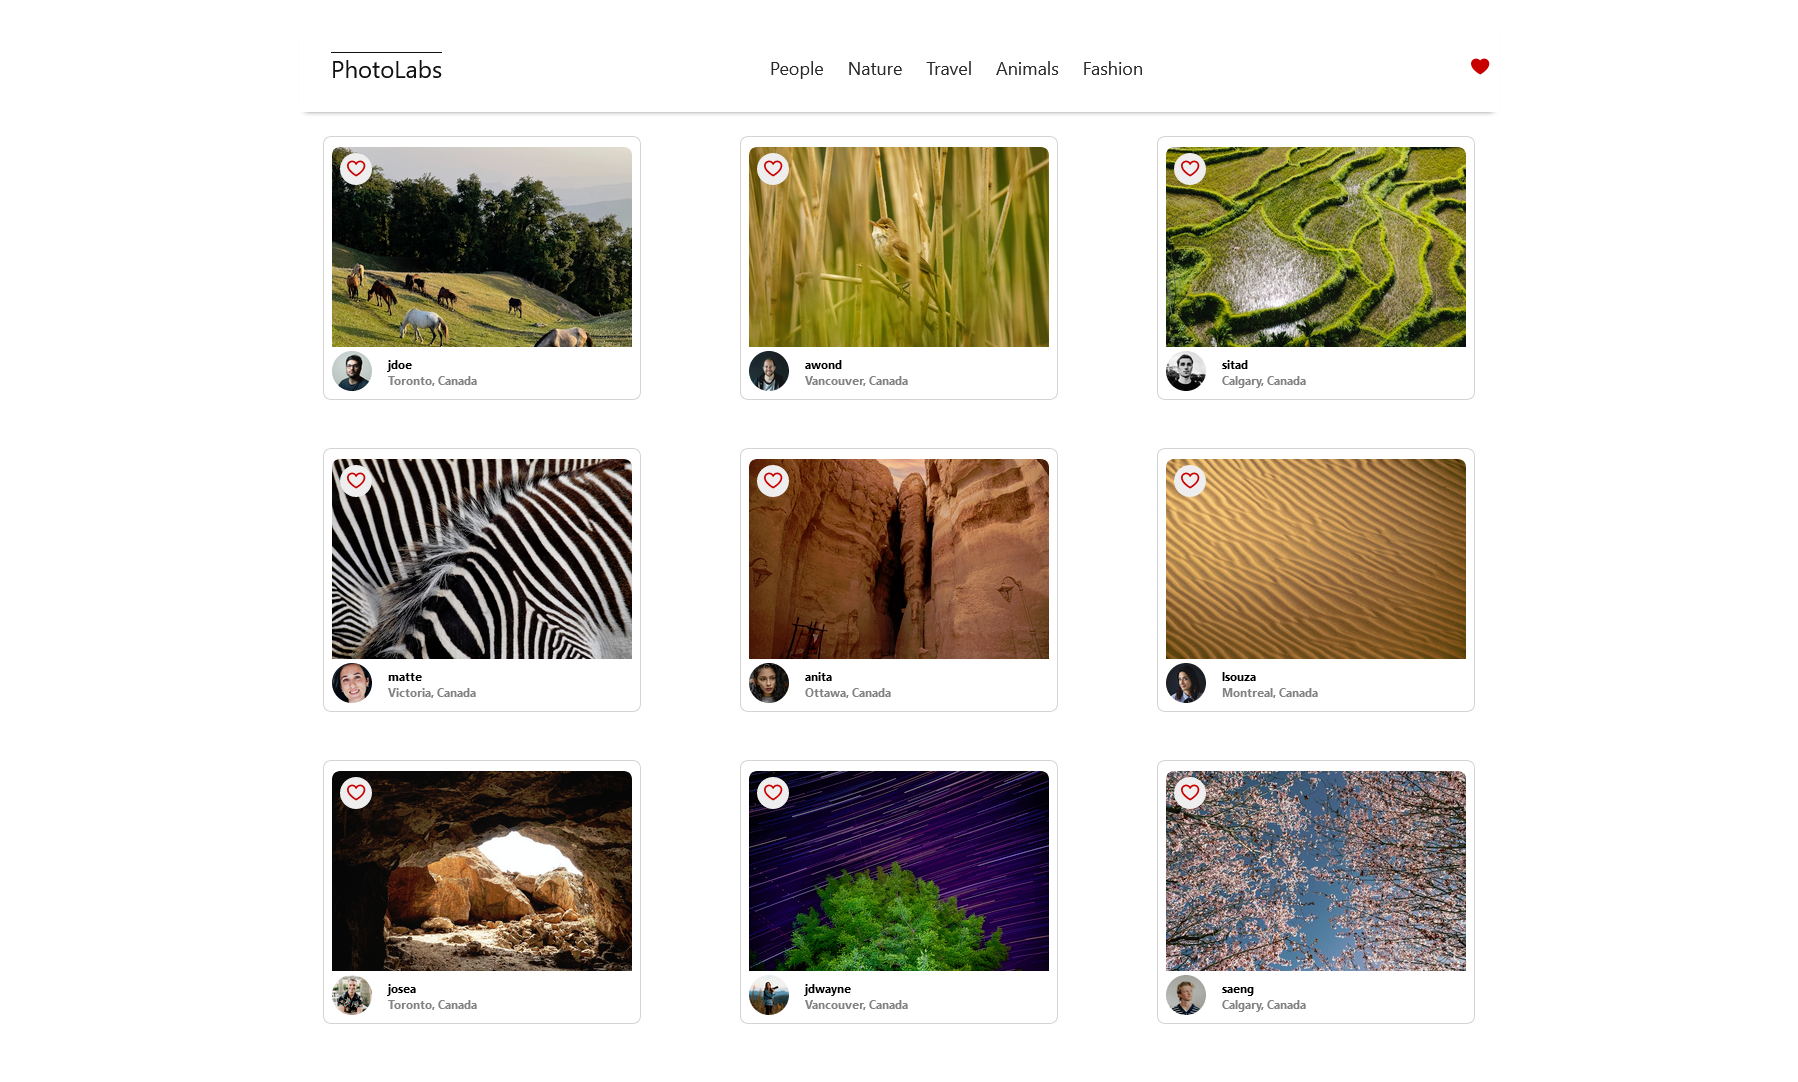 PhotoLabs
People Nature Travel Animals Fashion
jdoe
Toronto, Canada
awond
Vancouver, Canada
sitad
Calgary, Canada
matte
Victoria, Canada
anita
Ottawa, Canada
lsouza
Montreal, Canada
josea
Toronto, Canada
jdwayne
Vancouver, Canada
saeng
Calgary, Canada